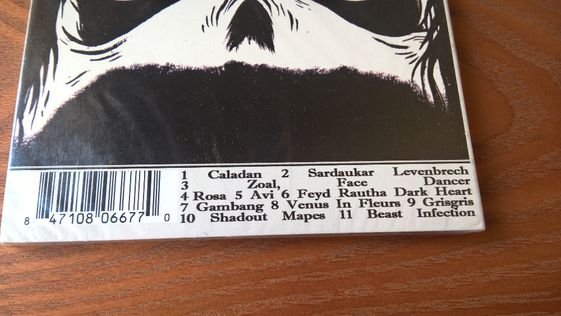 1 Caladan 2 Sardaukar Levenbrech
3 Zoal, Face Dancer
4 Rosa 5 Avi 6 Feyd Rautha Dark Heart
7 Gambang 8 Venus In Fleurs 9 Grisgris
10 Shadout Mapes 11 Beast Infection
8 47108 06677 0